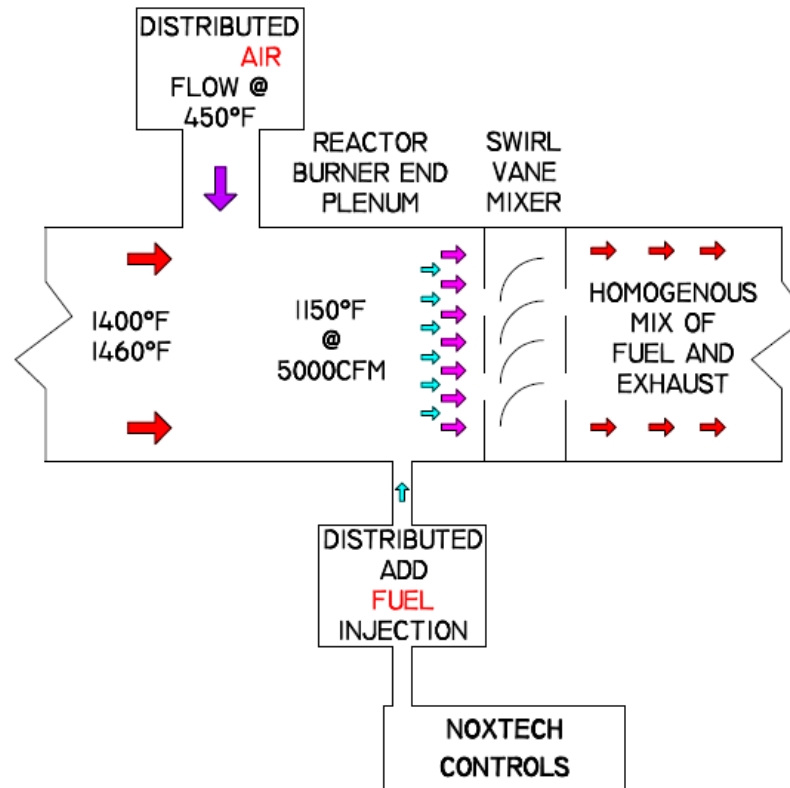 DISTRIBUTED
AIR
FLOW @
450°F
REACTOR
BURNER END
PLENUM
SWIRL
VANE
MIXER
1400°F
1460°F
1150°F
@
5000CFM
HOMOGENOUS
MIX OF
FUEL AND
EXHAUST
DISTRIBUTED
ADD
FUEL
INJECTION
NOXTECH
CONTROLS